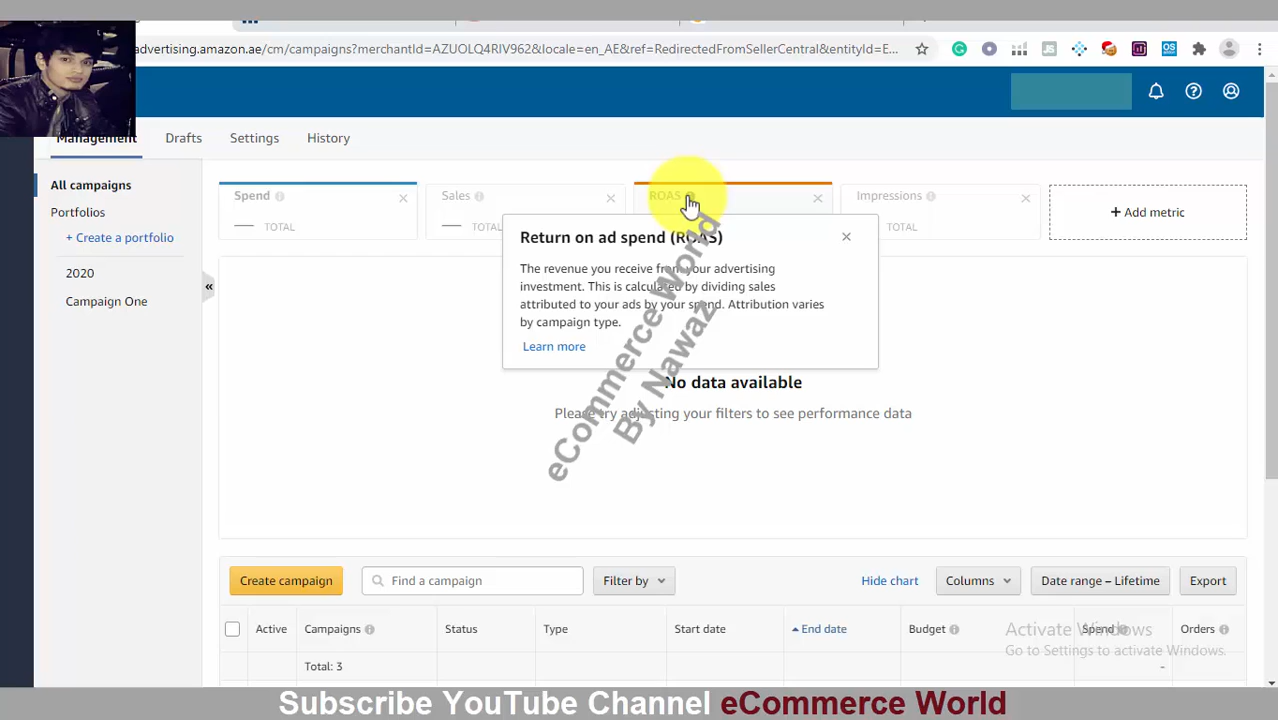 advertising.amazon.ae/cm/campaigns?merchantId=AZUOLQ4RIV962&locale=en_AE&ref=RedirectedFromSellerCentral&entityId=E...
Management
Drafts
Settings
History
All campaigns
Portfolios
+ Create a portfolio
2020
Campaign One
«
Spend
TOTAL
Sales
TOTAL
ROAS
Impressions
TOTAL
+ Add metric
Return on ad spend (ROAS)
The revenue you receive from your advertising
investment. This is calculated by dividing sales
attributed to your ads by your spend. Attribution varies
by campaign type.
Learn more
No data available
Please try adjusting your filters to see performance data
eCommerce World
By Nawaz
Create campaign
Find a campaign
Filter by
Hide chart
Columns
Date range – Lifetime
Export
Active
Campaigns
Status
Type
Start date
End date
Budget
Spend
Orders
Total: 3
-
Activate Windows
Go to Settings to activate Windows.
Subscribe YouTube Channel eCommerce World